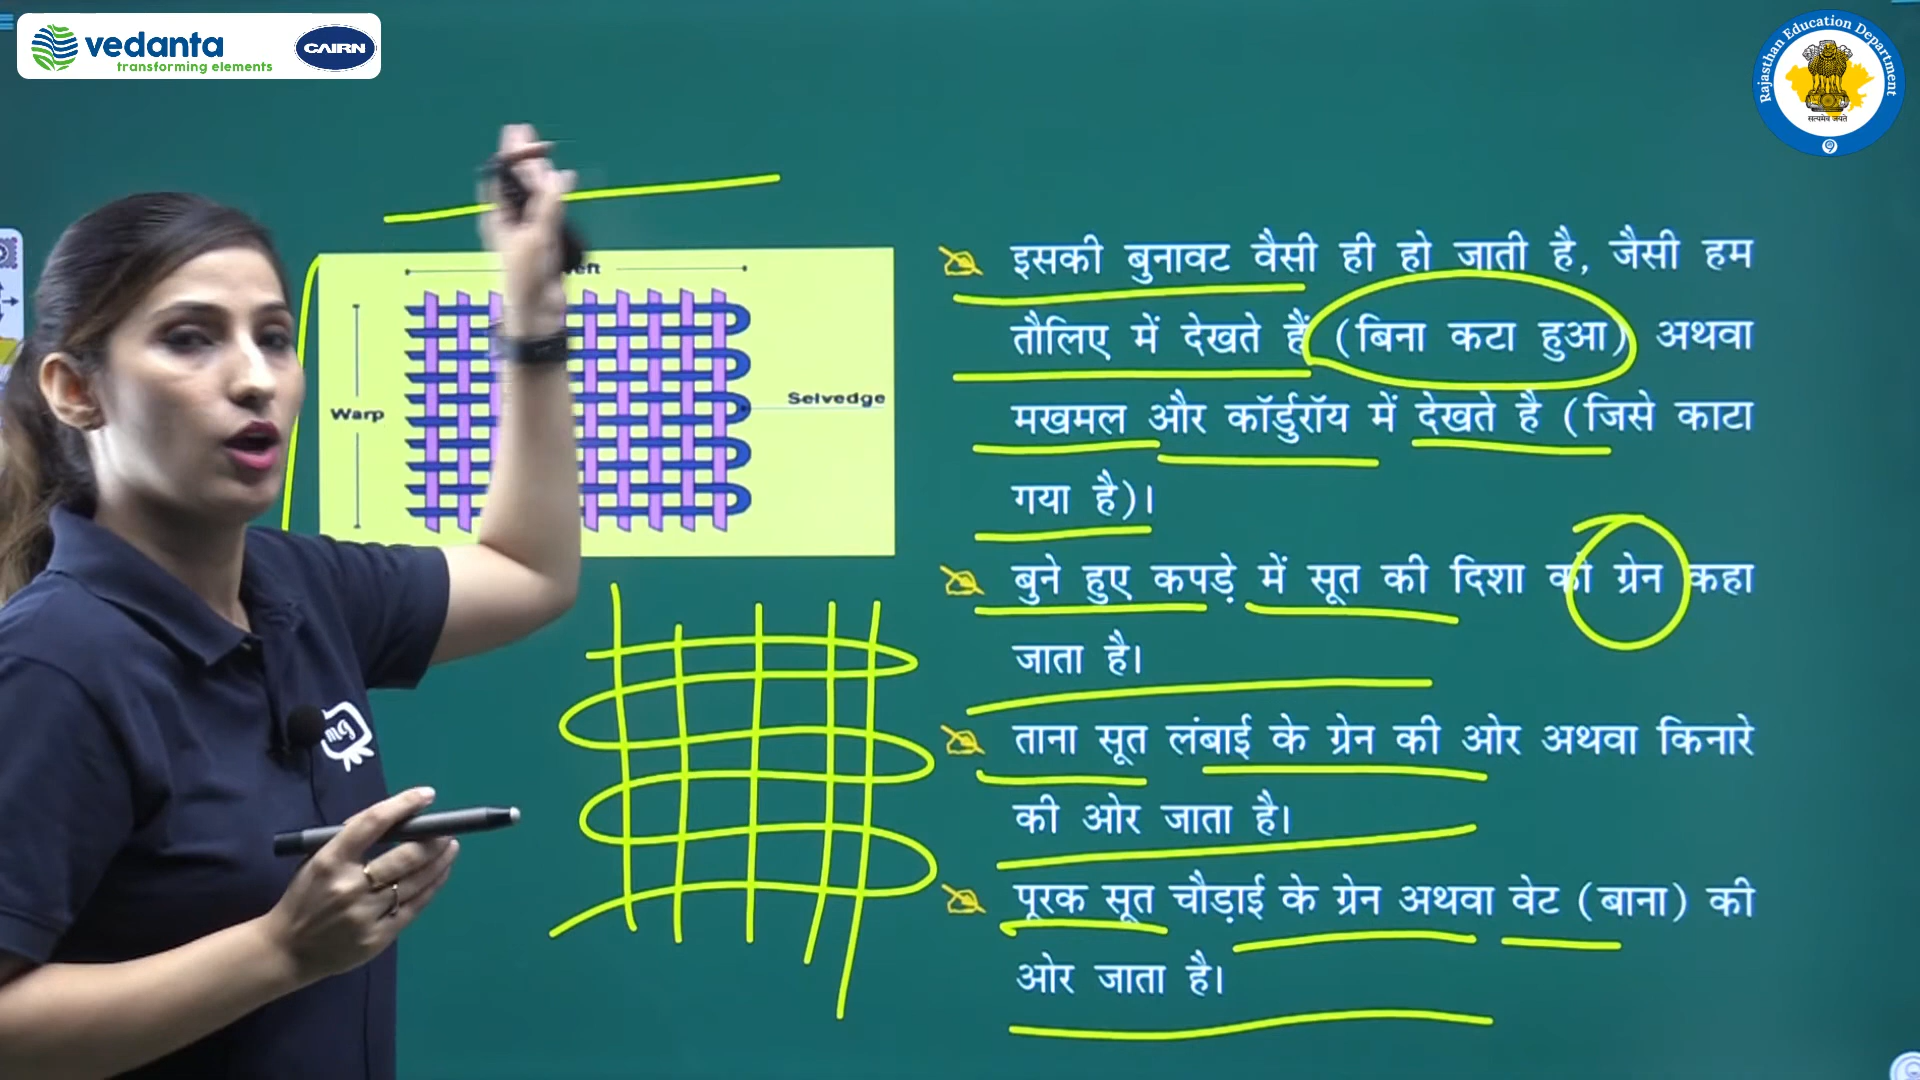 vedanta
transforming elements
CAIRN
Rajasthan Education Department
सत्यमेव जयते
Warp
Selvedge
mg
इसकी बुनावट वैसी ही हो जाती है, जैसी हम
तौलिए में देखते हैं (बिना कटा हुआ) अथवा
मखमल और कॉर्डुरॉय में देखते है (जिसे काटा
गया है)।
बुने हुए कपड़े में सूत की दिशा को ग्रेन कहा
जाता है।
ताना सूत लंबाई के ग्रेन की ओर अथवा किनारे
की ओर जाता है।
पूरक सूत चौड़ाई के ग्रेन अथवा वेट (बाना) की
ओर जाता है।